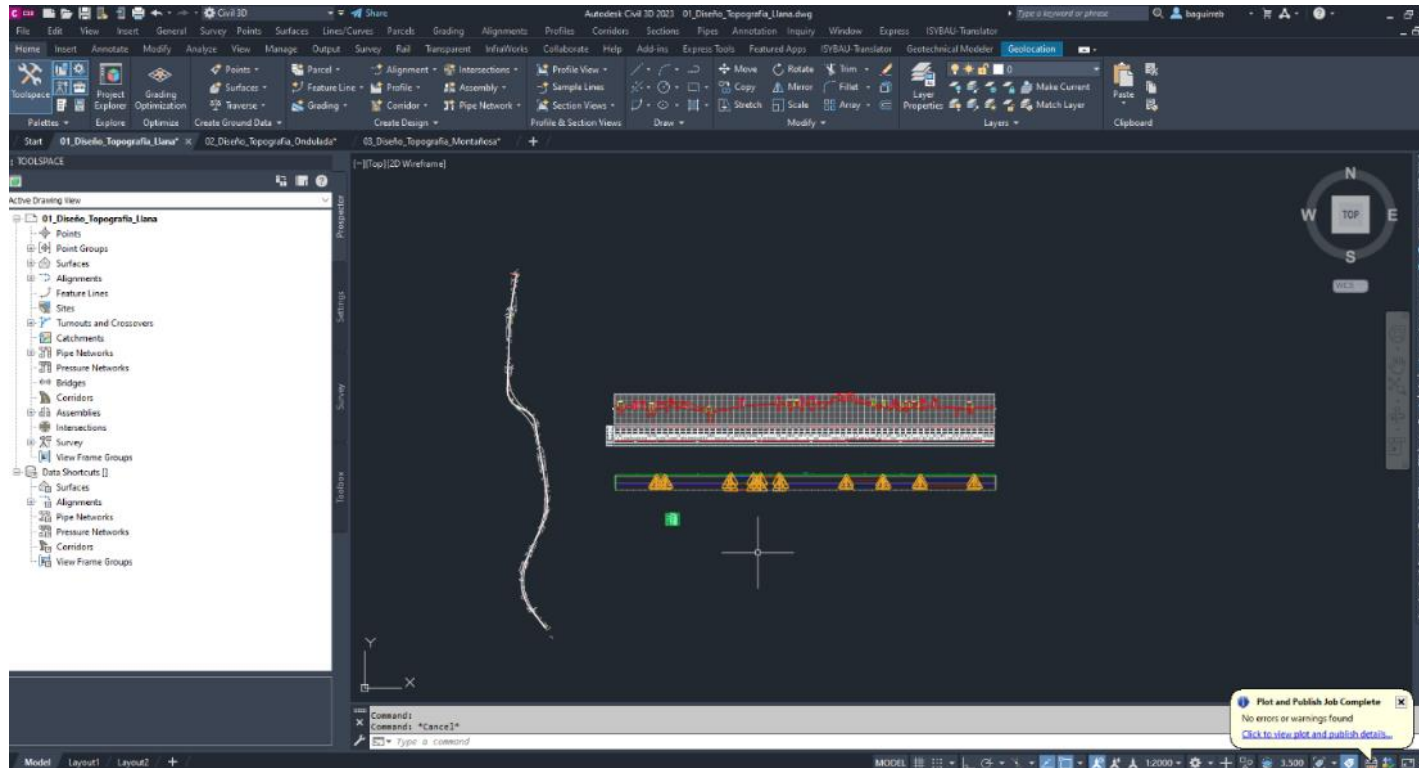 Civil 3D Share Autodesk Civil 3D 2023 01_Diseño_Topografia_Llana.dwg Type a keyword or phrase baguirreb
File Edit View Insert General Survey Points Surfaces Lines/Curves Parcels Grading Alignments Profiles Corridors Sections Pipes Annotation Inquiry Window Express ISYBAU-Translator
Home Insert Annotate Modify Analyze View Manage Output Survey Rail Transparent InfraWorks Collaborate Help Add-ins Express Tools Featured Apps ISYBAU-Translator Geotechnical Modeler Geolocation
Points Parcel Alignment Intersections Profile View Move Rotate Trim 0
Toolspace Project Explorer Grading Optimization Surfaces Feature Line Profile Assembly Sample Lines Copy Mirror Fillet Layer Properties Make Current Paste
Traverse Grading Corridor Pipe Network Section Views Stretch Scale Array Match Layer
Palettes Explore Optimize Create Ground Data Create Design Profile & Section Views Draw Modify Layers Clipboard
Start 01_Diseño_Topografia_Llana* 02_Diseño_Topografia_Ondulada* 03_Diseño_Topografia_Montañosa*
TOOLSPACE
[-][Top][2D Wireframe]
Active Drawing View
01_Diseño_Topografia_Llana
Points
Point Groups
Surfaces
Alignments
Feature Lines
Sites
Turnouts and Crossovers
Catchments
Pipe Networks
Pressure Networks
Bridges
Corridors
Assemblies
Intersections
Survey
View Frame Groups
Data Shortcuts []
Surfaces
Alignments
Pipe Networks
Pressure Networks
Corridors
View Frame Groups
Prospector
Settings
Survey
Toolbox
N
W TOP E
S
WCS
Y
X
Command:
Command: *Cancel*
Type a command
Plot and Publish Job Complete
No errors or warnings found
Click to view plot and publish details...
Model Layout1 Layout2 MODEL 1:2000 3.500